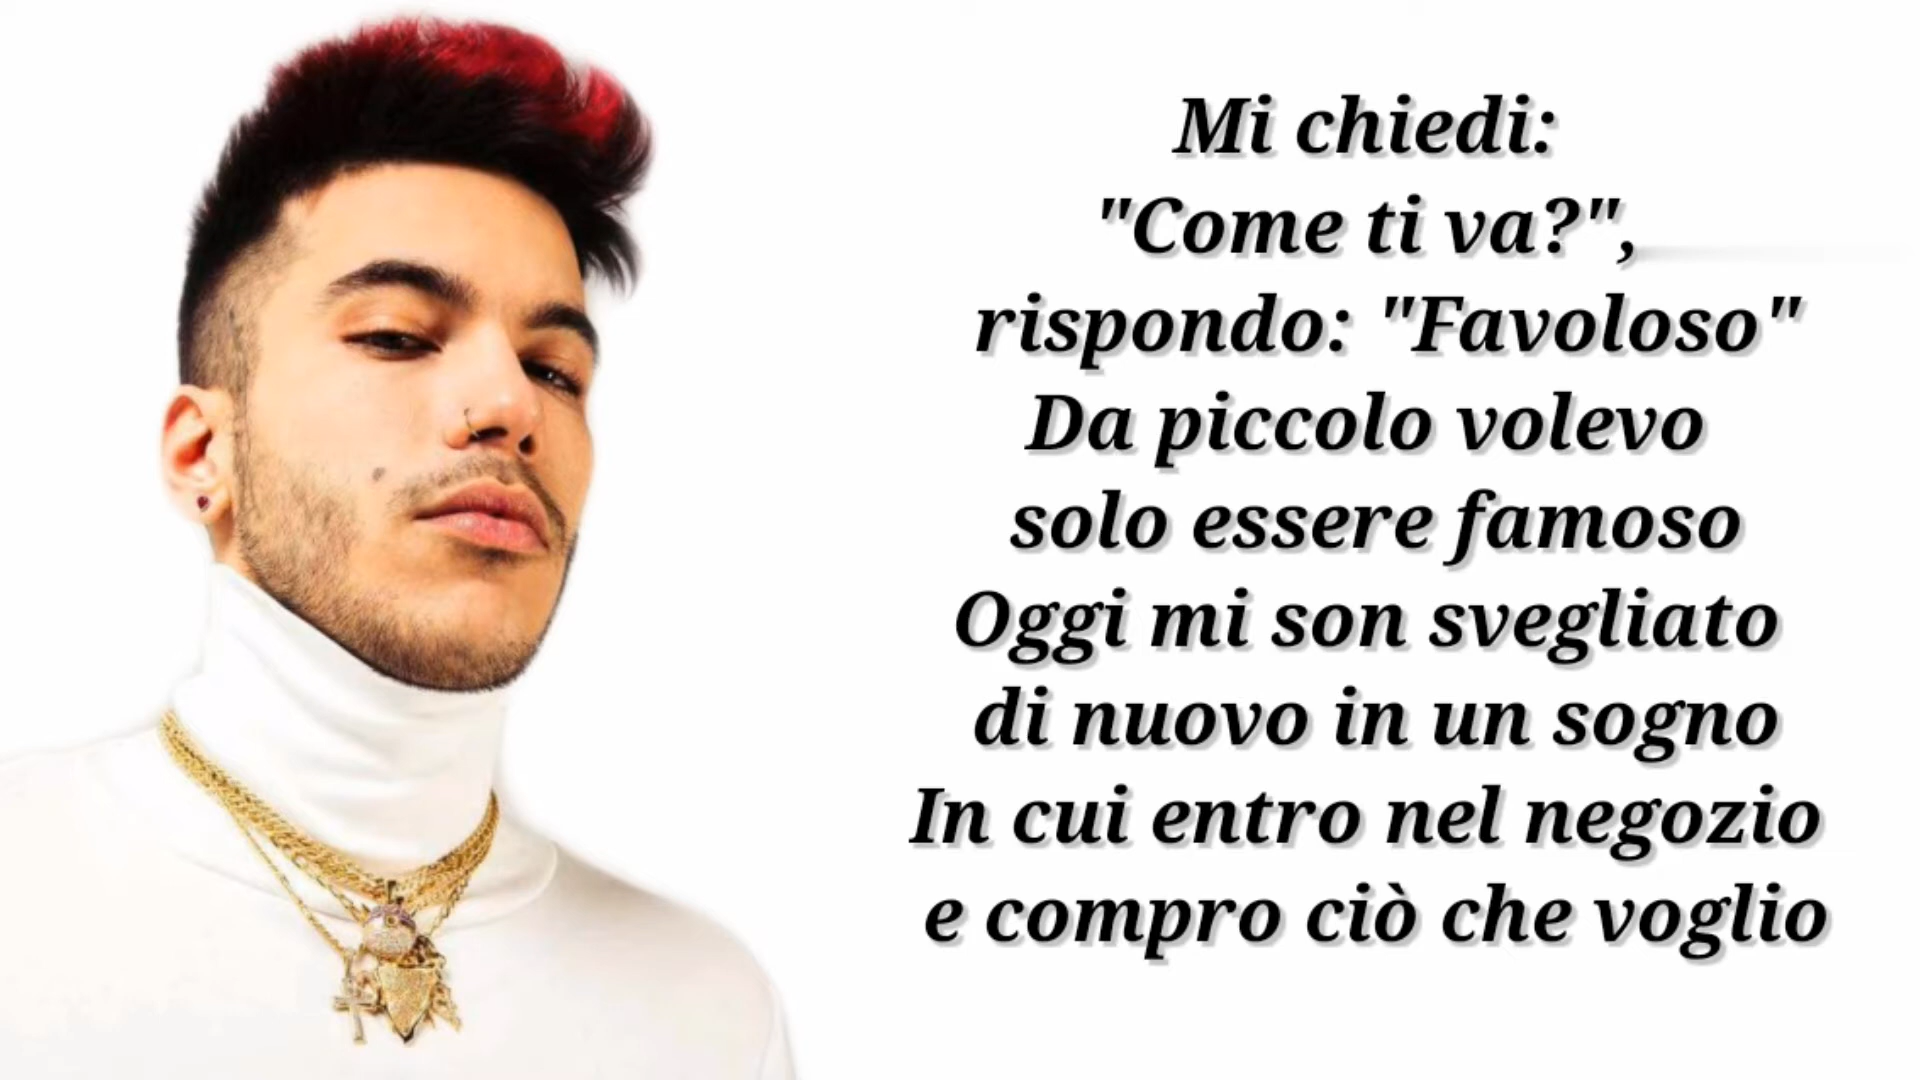 Mi chiedi:
"Come ti va?",
rispondo: "Favoloso"
Da piccolo volevo
solo essere famoso
Oggi mi son svegliato
di nuovo in un sogno
In cui entro nel negozio
e compro ciò che voglio